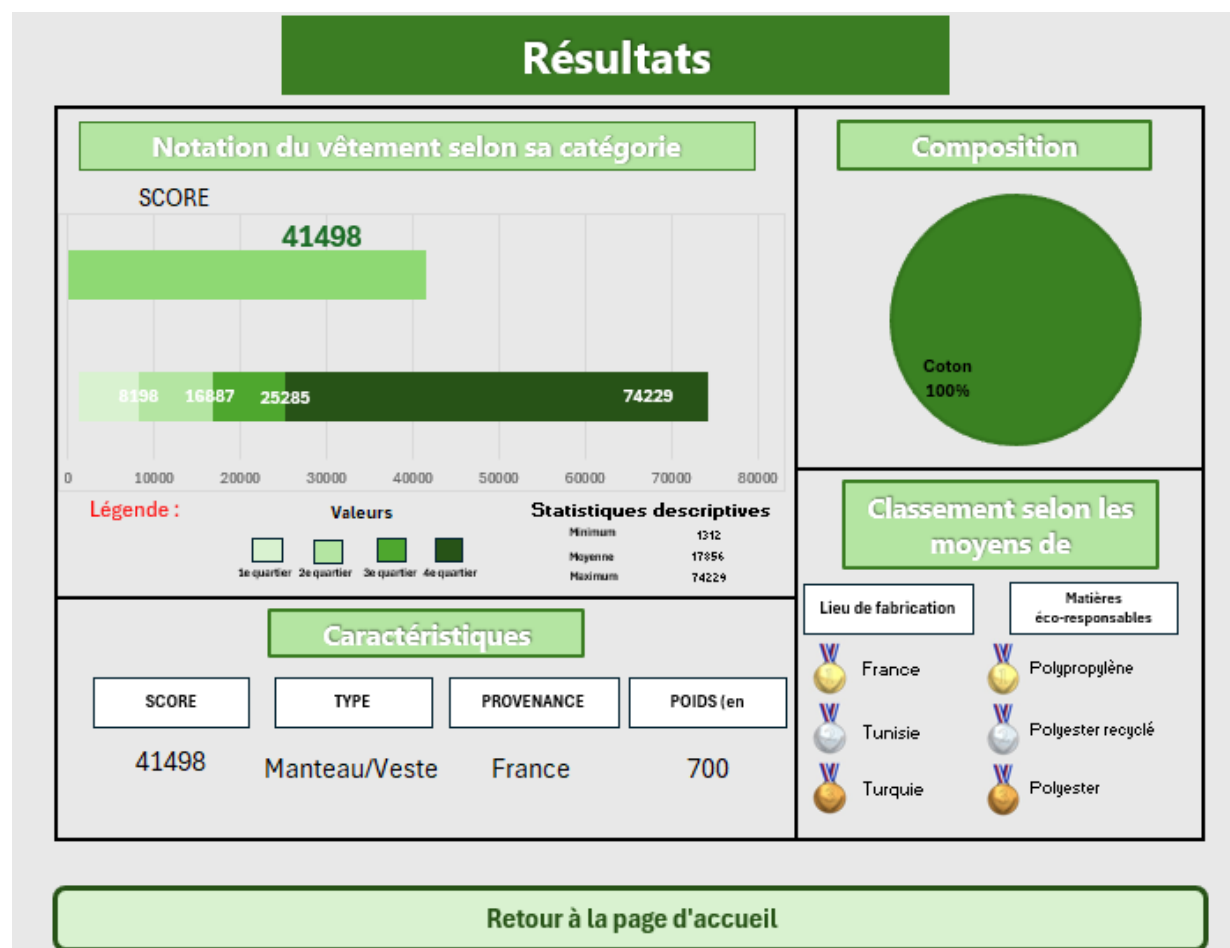 Résultats
Notation du vêtement selon sa catégorie
SCORE
41498
8198 16887 25285 74229
0 10000 20000 30000 40000 50000 60000 70000 80000
Légende :
Valeurs
1e quartier 2e quartier 3e quartier 4e quartier
Statistiques descriptives
Minimum 1312
Moyenne 17856
Maximum 74229
Composition
Coton
100%
Caractéristiques
SCORE TYPE PROVENANCE POIDS (en
41498 Manteau/Veste France 700
Classement selon les
moyens de
Lieu de fabrication
Matières
éco-responsables
France Polypropylène
Tunisie Polyester recyclé
Turquie Polyester
Retour à la page d'accueil